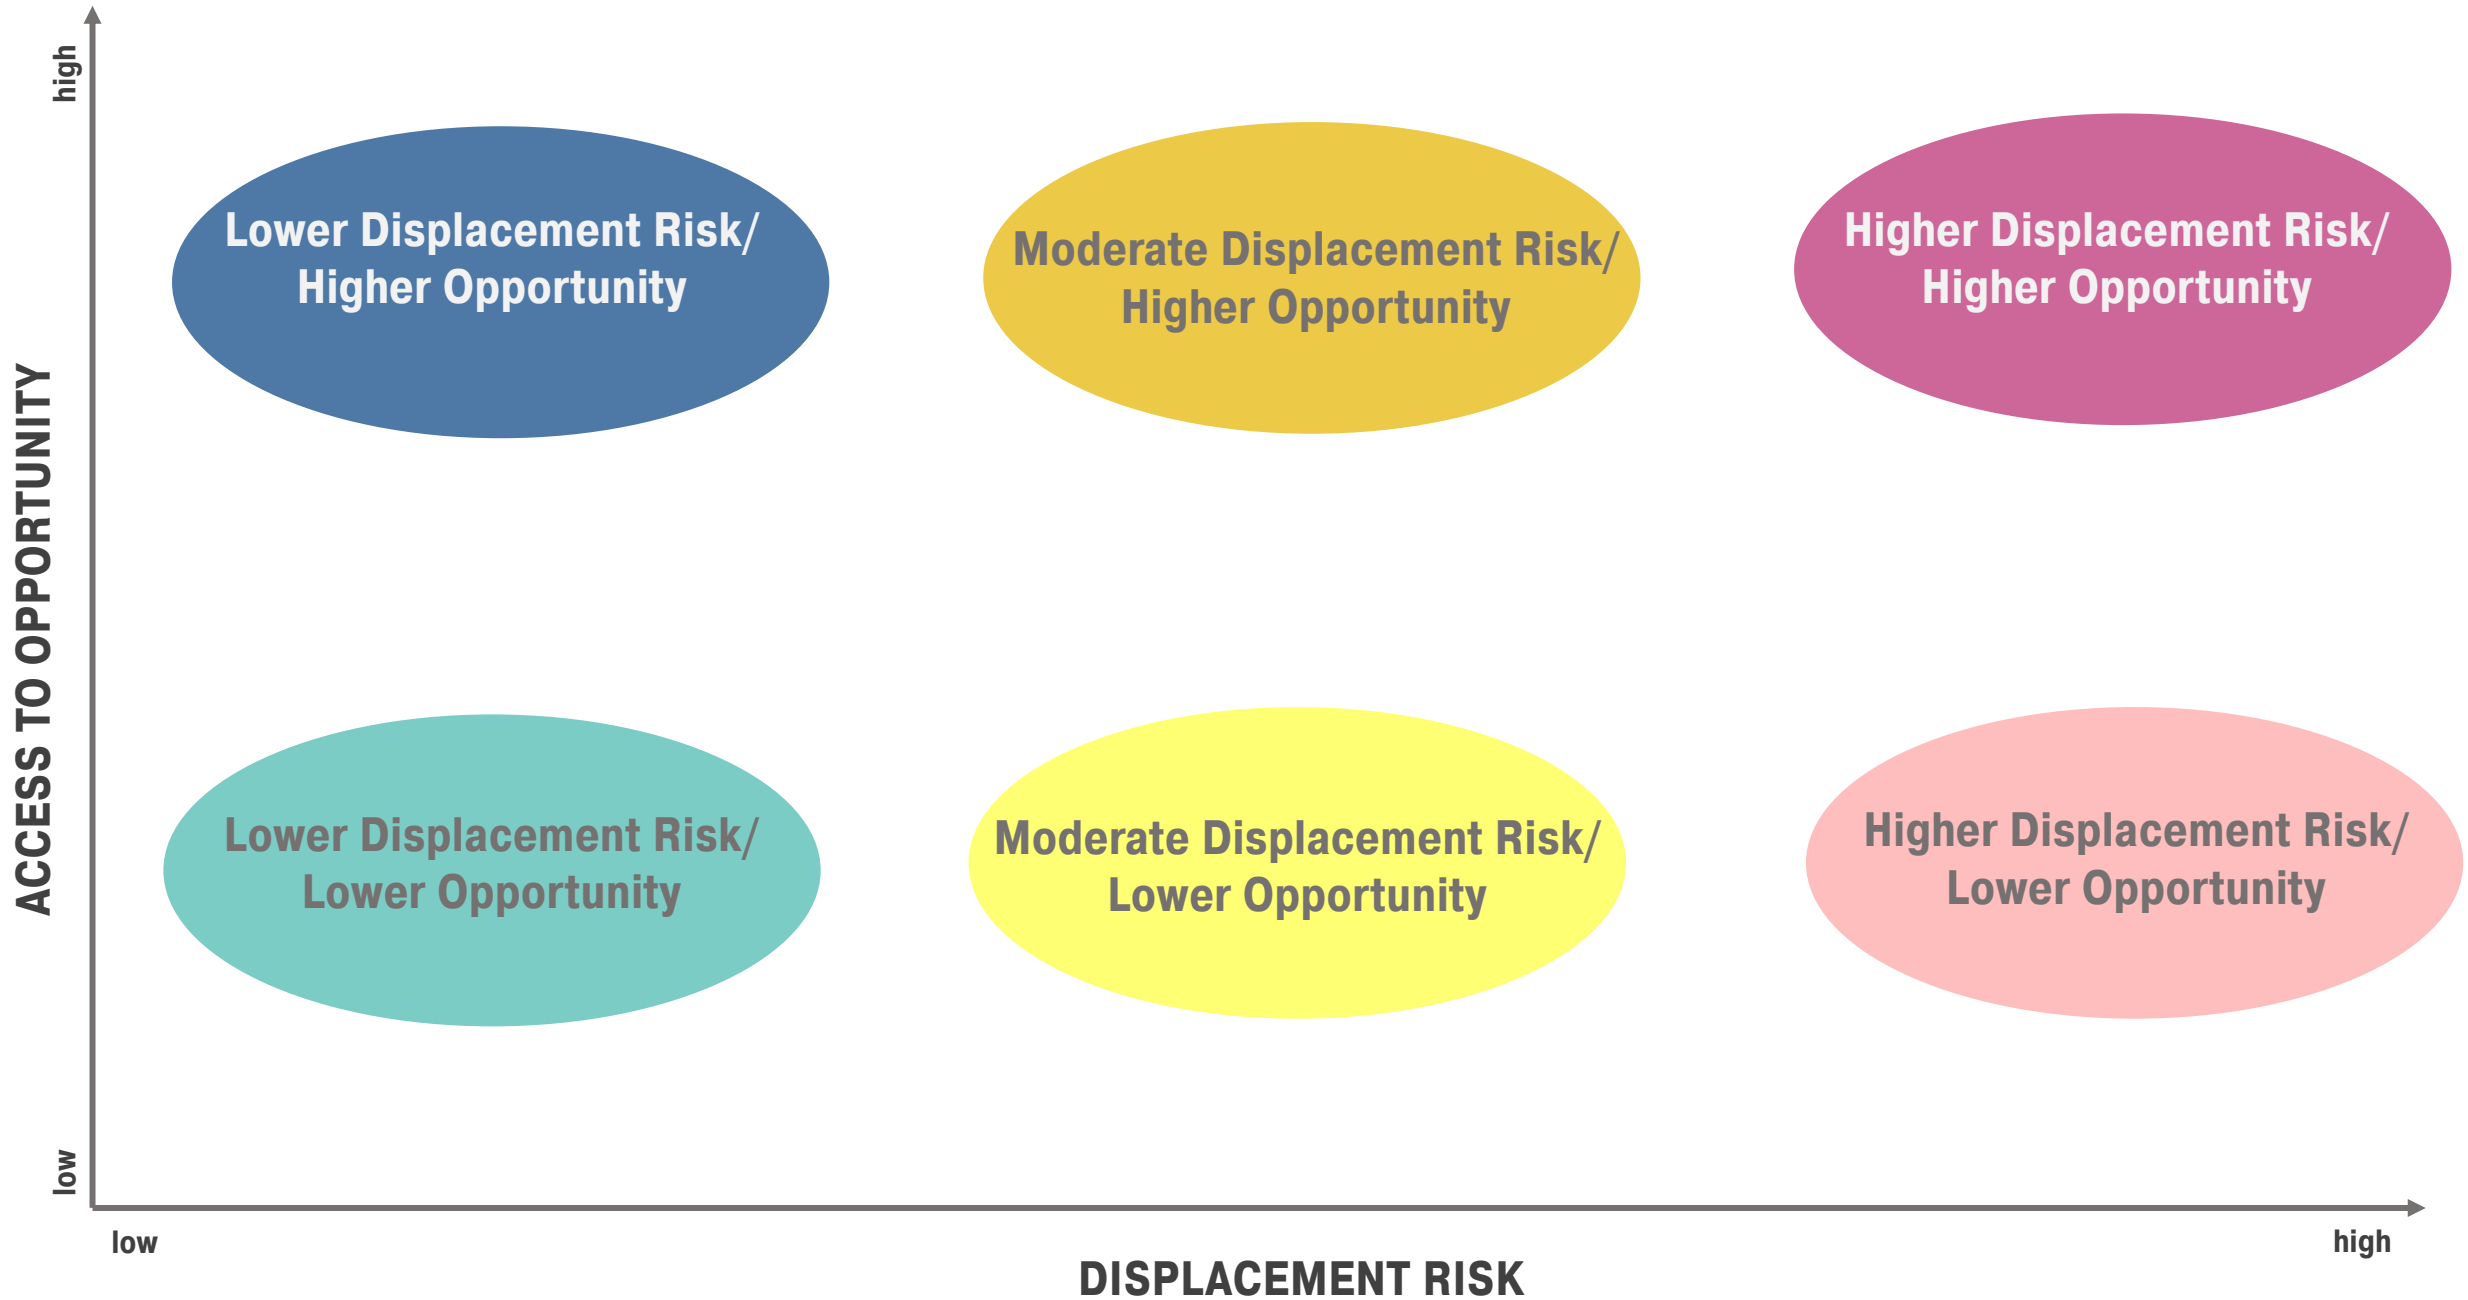 high
Lower Displacement Risk/
Higher Opportunity
Moderate Displacement Risk/
Higher Opportunity
Higher Displacement Risk/
Higher Opportunity
ACCESS TO OPPORTUNITY
Lower Displacement Risk/
Lower Opportunity
Moderate Displacement Risk/
Lower Opportunity
Higher Displacement Risk/
Lower Opportunity
low
low
high
DISPLACEMENT RISK